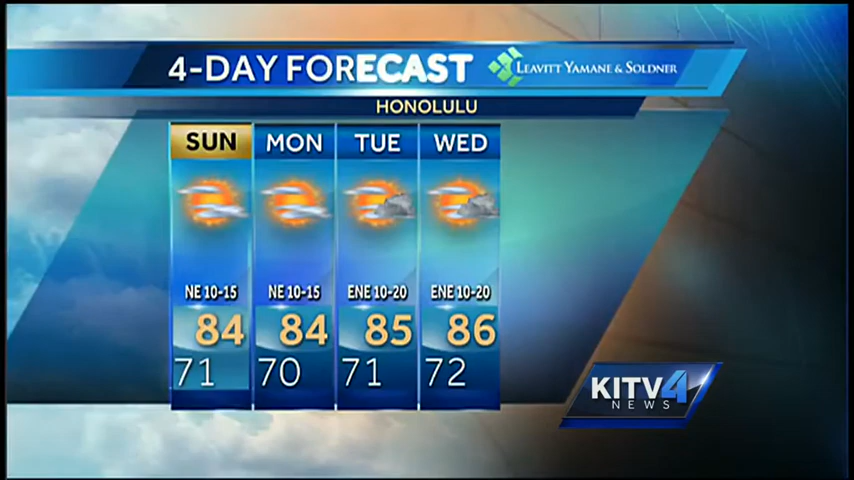 4-DAY FORECAST
LEAVITT YAMANE & SOLDNER
HONOLULU
SUN MON TUE WED
NE 10-15 NE 10-15 ENE 10-20 ENE 10-20
84 84 85 86
71 70 71 72
KITV4
NEWS